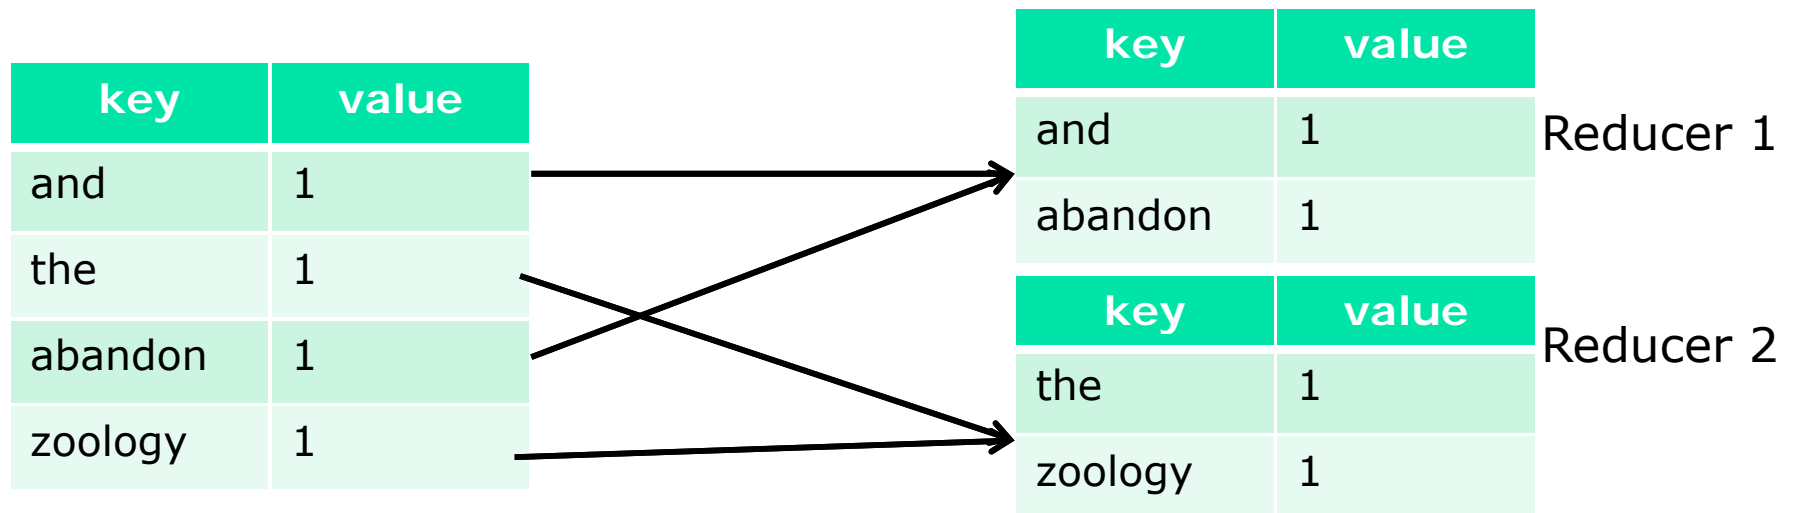 key value
and 1
the 1
abandon 1
zoology 1
key value
and 1
abandon 1
Reducer 1
key value
the 1
zoology 1
Reducer 2